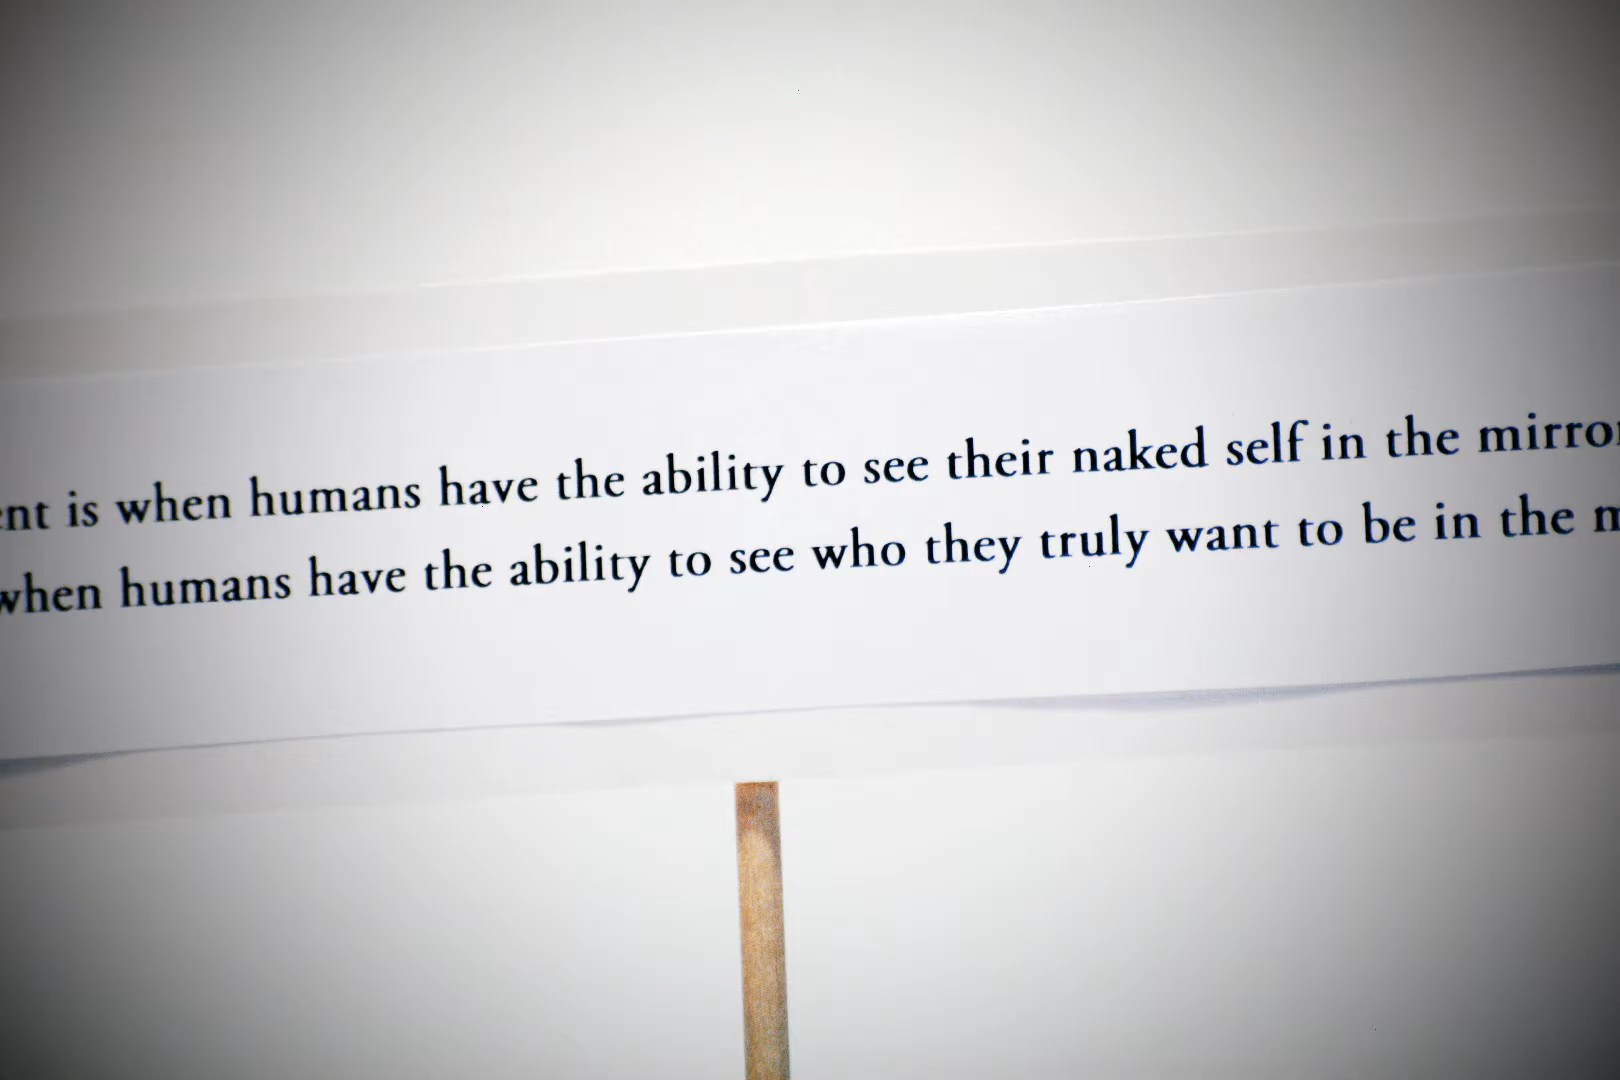 is when humans have the ability to see their naked self in the
when humans have the ability to see who they truly want to be in the